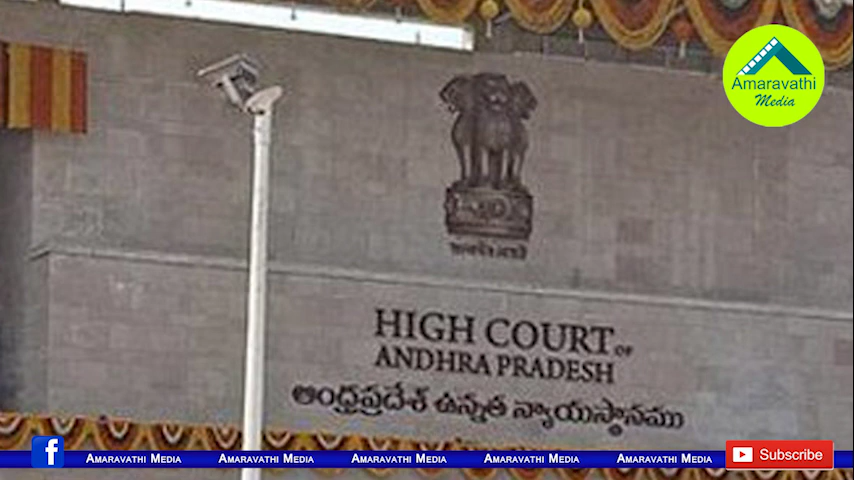 Amaravathi
Media
HIGH COURT OF
ANDHRA PRADESH
ఆంధ్రప్రదేశ్ ఉన్నత న్యాయస్థానము
f AMARAVATHI MEDIA AMARAVATHI MEDIA AMARAVATHI MEDIA AMARAVATHI MEDIA AMARAVATHI MEDIA Subscribe